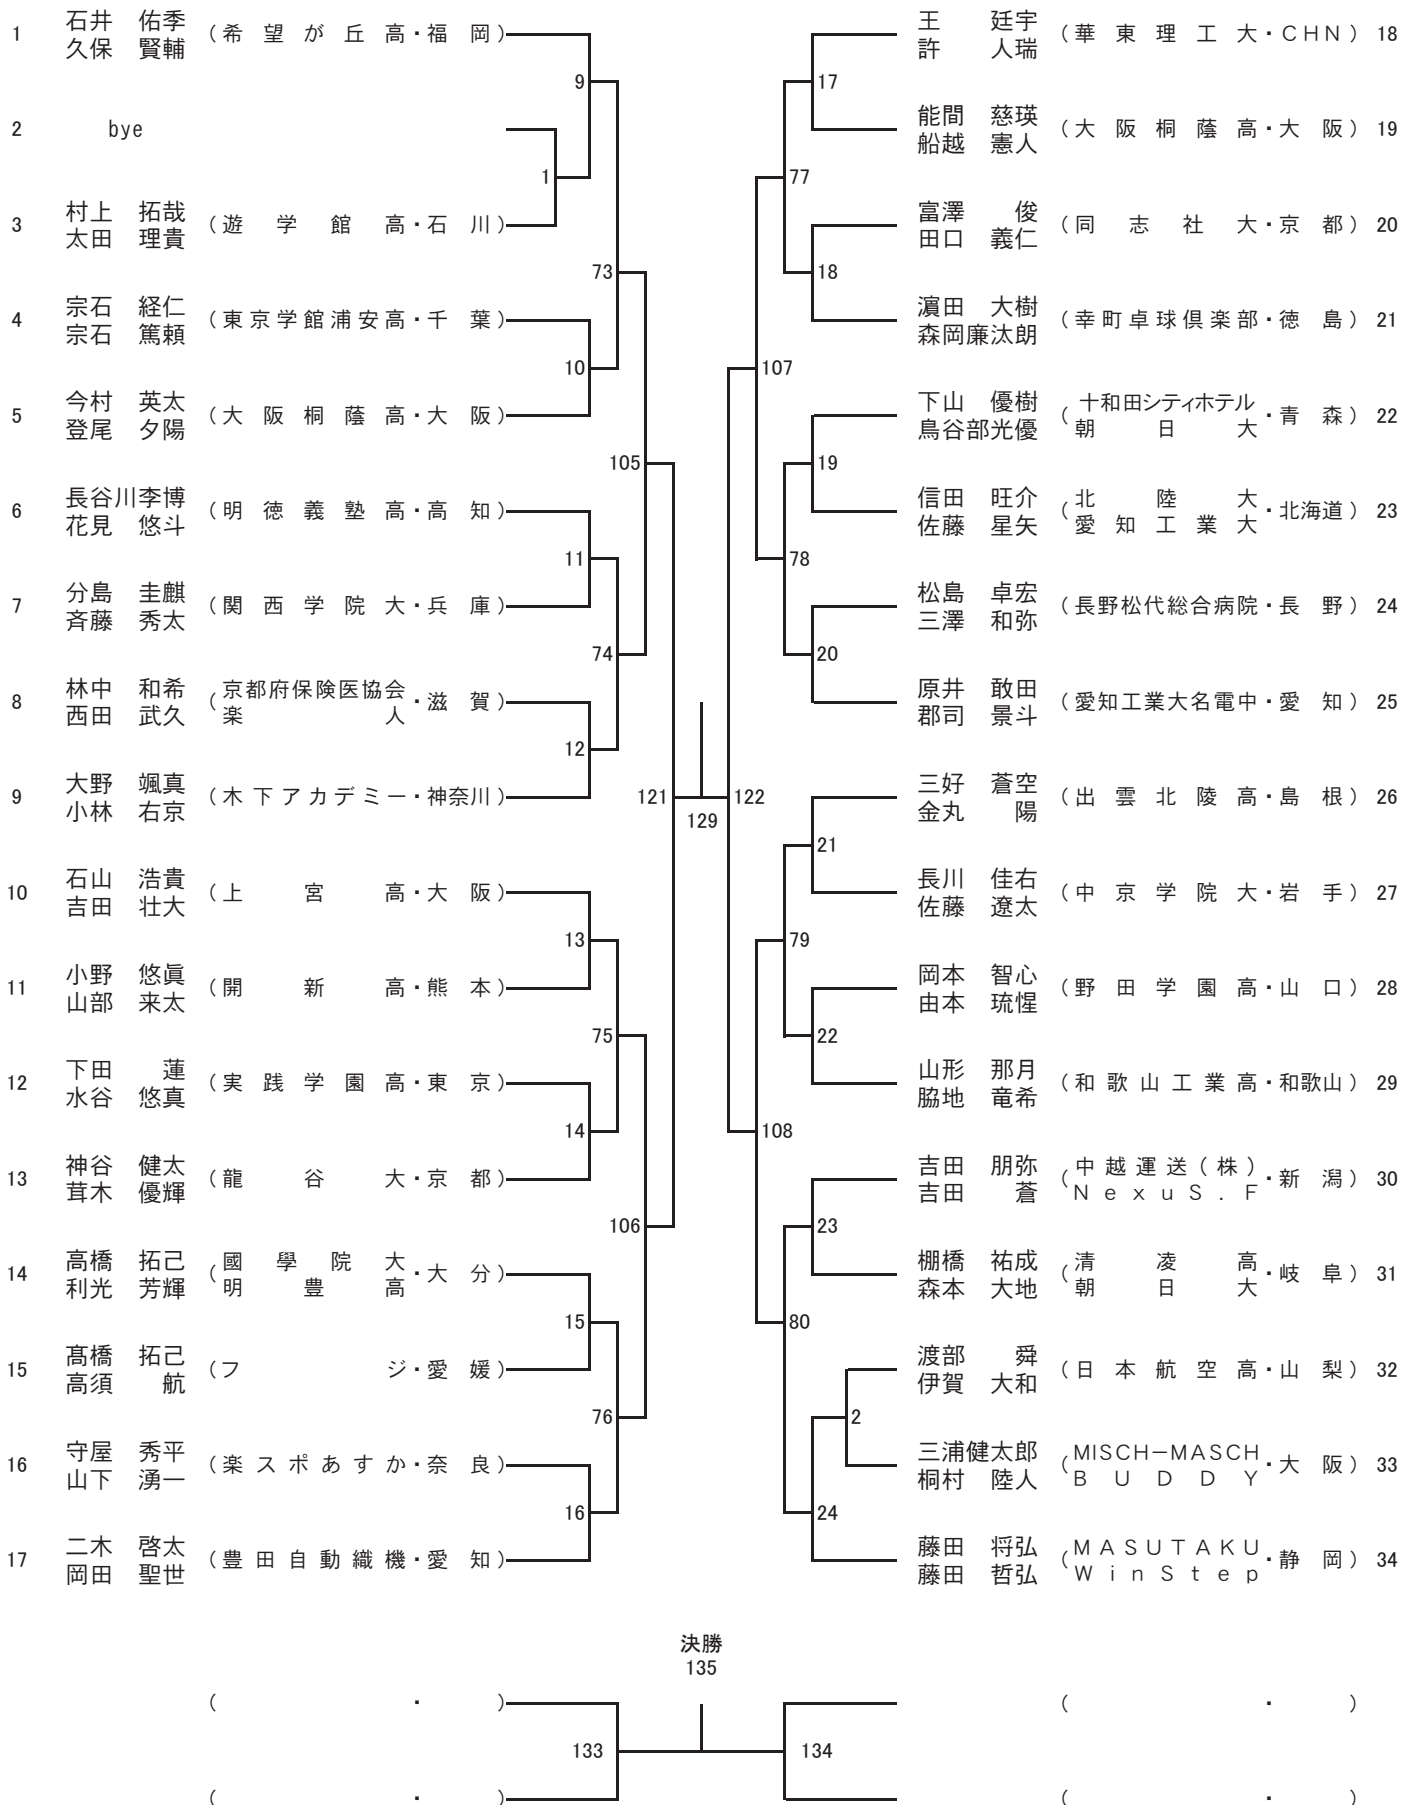 1 石井 佑季 久保 賢輔 (希望が丘高・福岡)
2 bye
3 村上 拓哉 太田 理貴 (遊学館高・石川)
4 宗石 経仁 宗石 篤頼 (東京学館浦安高・千葉)
5 今村 英太 登尾 夕陽 (大阪桐蔭高・大阪)
6 長谷川李博 花見 悠斗 (明徳義塾高・高知)
7 分島 圭麒 斉藤 秀太 (関西学院大・兵庫)
8 林中 和希 西田 武久 (京都府保険医協会 楽人・滋賀)
9 大野 颯真 小林 右京 (木下アカデミー・神奈川)
10 石山 浩貴 吉田 壮大 (上宮高・大阪)
11 小野 悠眞 山部 来太 (開新高・熊本)
12 下田 蓮 水谷 悠真 (実践学園高・東京)
13 神谷 健太 茸木 優輝 (龍谷大・京都)
14 高橋 拓己 利光 芳輝 (國學院大 明豊高・大分)
15 髙橋 拓己 高須 航 (フジ・愛媛)
16 守屋 秀平 山下 湧一 (楽スポあすか・奈良)
17 二木 啓太 岡田 聖世 (豊田自動織機・愛知)
9
1
73
10
105
11
74
12
121
13
75
14
106
15
76
16
129
122
17
77
18
107
19
78
20
21
79
22
108
23
80
2
24
王 廷宇 許 人瑞 (華東理工大・CHN) 18
能間 慈瑛 船越 憲人 (大阪桐蔭高・大阪) 19
富澤 俊 田口 義仁 (同志社大・京都) 20
濵田 大樹 森岡廉汰朗 (幸町卓球倶楽部・徳島) 21
下山 優樹 鳥谷部光優 (十和田シティホテル 朝日大・青森) 22
信田 旺介 佐藤 星矢 (北陸大 愛知工業大・北海道) 23
松島 卓宏 三澤 和弥 (長野松代総合病院・長野) 24
原井 敢田 郡司 景斗 (愛知工業大名電中・愛知) 25
三好 蒼空 金丸 陽 (出雲北陵高・島根) 26
長川 佳右 佐藤 遼太 (中京学院大・岩手) 27
岡本 智心 由本 琉惺 (野田学園高・山口) 28
山形 那月 脇地 竜希 (和歌山工業高・和歌山) 29
吉田 朋弥 吉田 蒼 (中越運送(株) NexuS.F・新潟) 30
棚橋 祐成 森本 大地 (清凌高 朝日大・岐阜) 31
渡部 舜 伊賀 大和 (日本航空高・山梨) 32
三浦健太郎 桐村 陸人 (MISCH−MASCH BUDDY・大阪) 33
藤田 将弘 藤田 哲弘 (MASUTAKU WinStep・静岡) 34
決勝
135
( ・ ) ( ・ )
133 134
( ・ ) ( ・ )